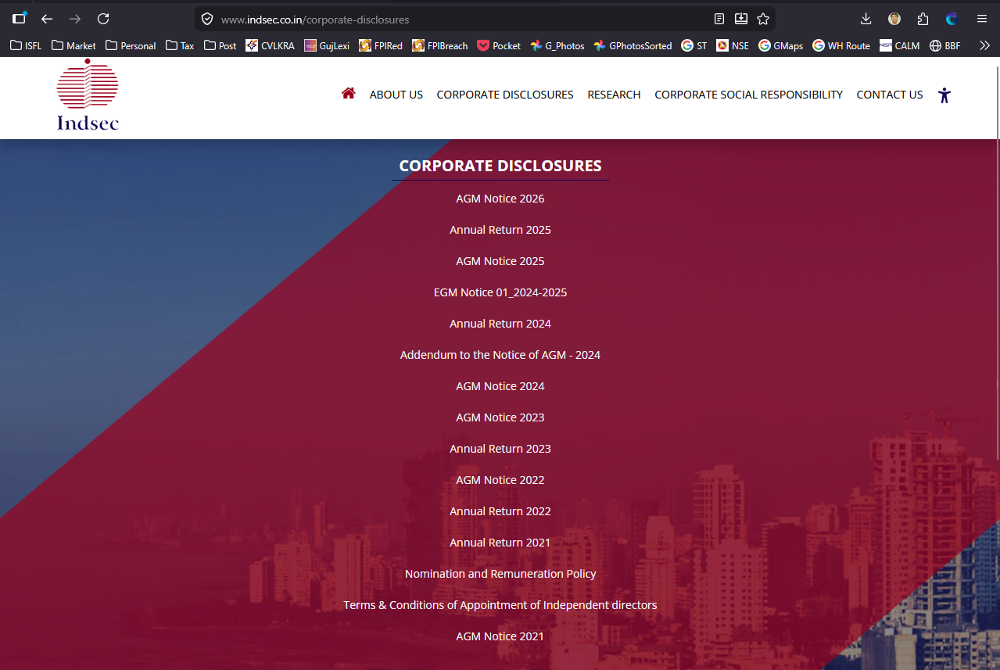 www.indsec.co.in/corporate-disclosures
ISFL Market Personal Tax Post CVLKRA GujLexi FPIRed FPIBreach Pocket G_Photos GPhotosSorted ST NSE GMaps WH Route CALM BBF
Indsec
ABOUT US CORPORATE DISCLOSURES RESEARCH CORPORATE SOCIAL RESPONSIBILITY CONTACT US
CORPORATE DISCLOSURES
AGM Notice 2026
Annual Return 2025
AGM Notice 2025
EGM Notice 01_2024-2025
Annual Return 2024
Addendum to the Notice of AGM - 2024
AGM Notice 2024
AGM Notice 2023
Annual Return 2023
AGM Notice 2022
Annual Return 2022
Annual Return 2021
Nomination and Remuneration Policy
Terms & Conditions of Appointment of Independent directors
AGM Notice 2021